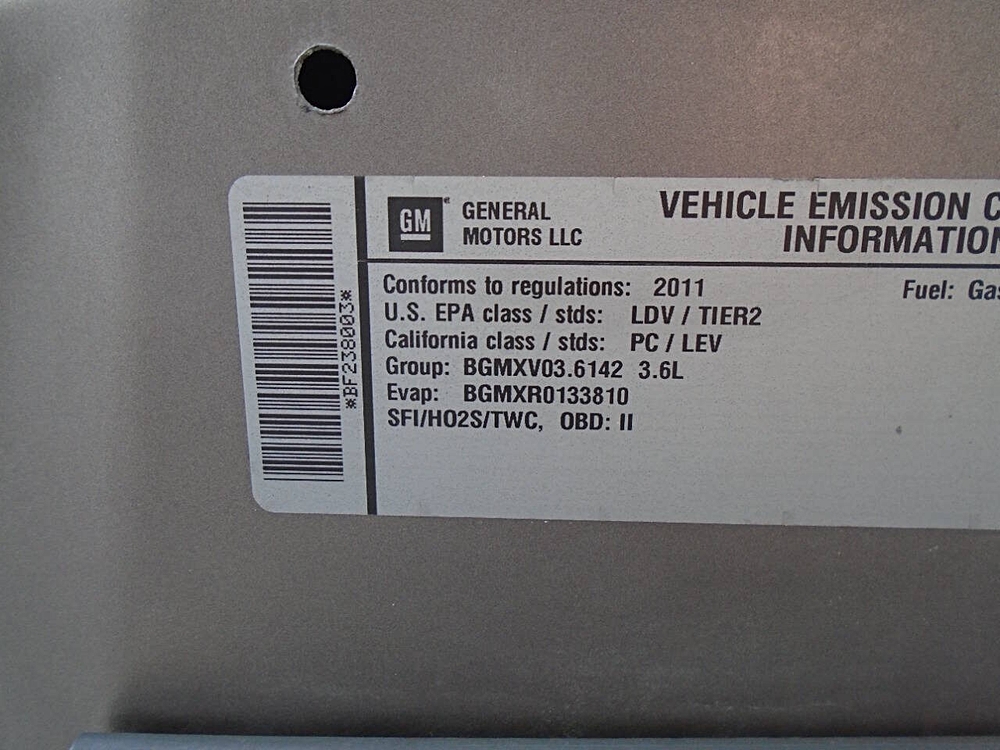 GM GENERAL
MOTORS LLC
VEHICLE EMISSION C
INFORMATION
Conforms to regulations: 2011
Fuel: Gas
U.S. EPA class / stds: LDV / TIER2
California class / stds: PC / LEV
Group: BGMXV03.6142 3.6L
Evap: BGMXR0133810
SFI/HO2S/TWC, OBD: II
*BF238003*